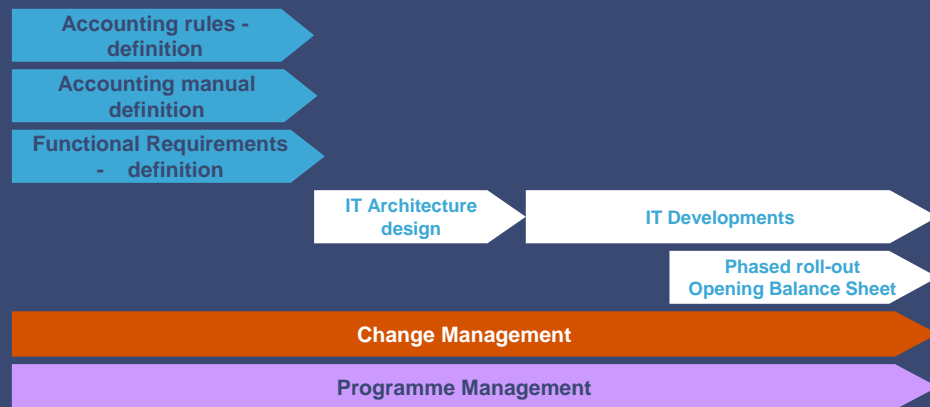 Accounting rules -
definition
Accounting manual
definition
Functional Requirements
- definition
IT Architecture
design
IT Developments
Phased roll-out
Opening Balance Sheet
Change Management
Programme Management